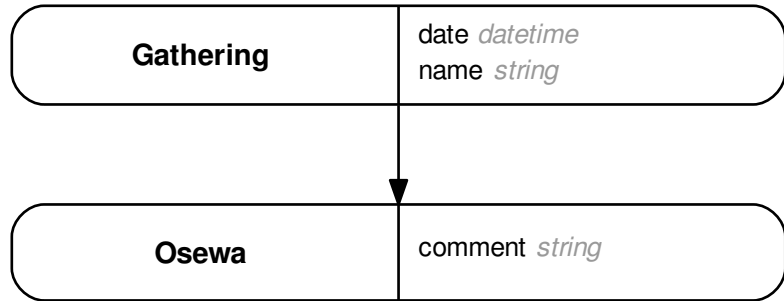 Gathering
date datetime
name string
Osewa
comment string